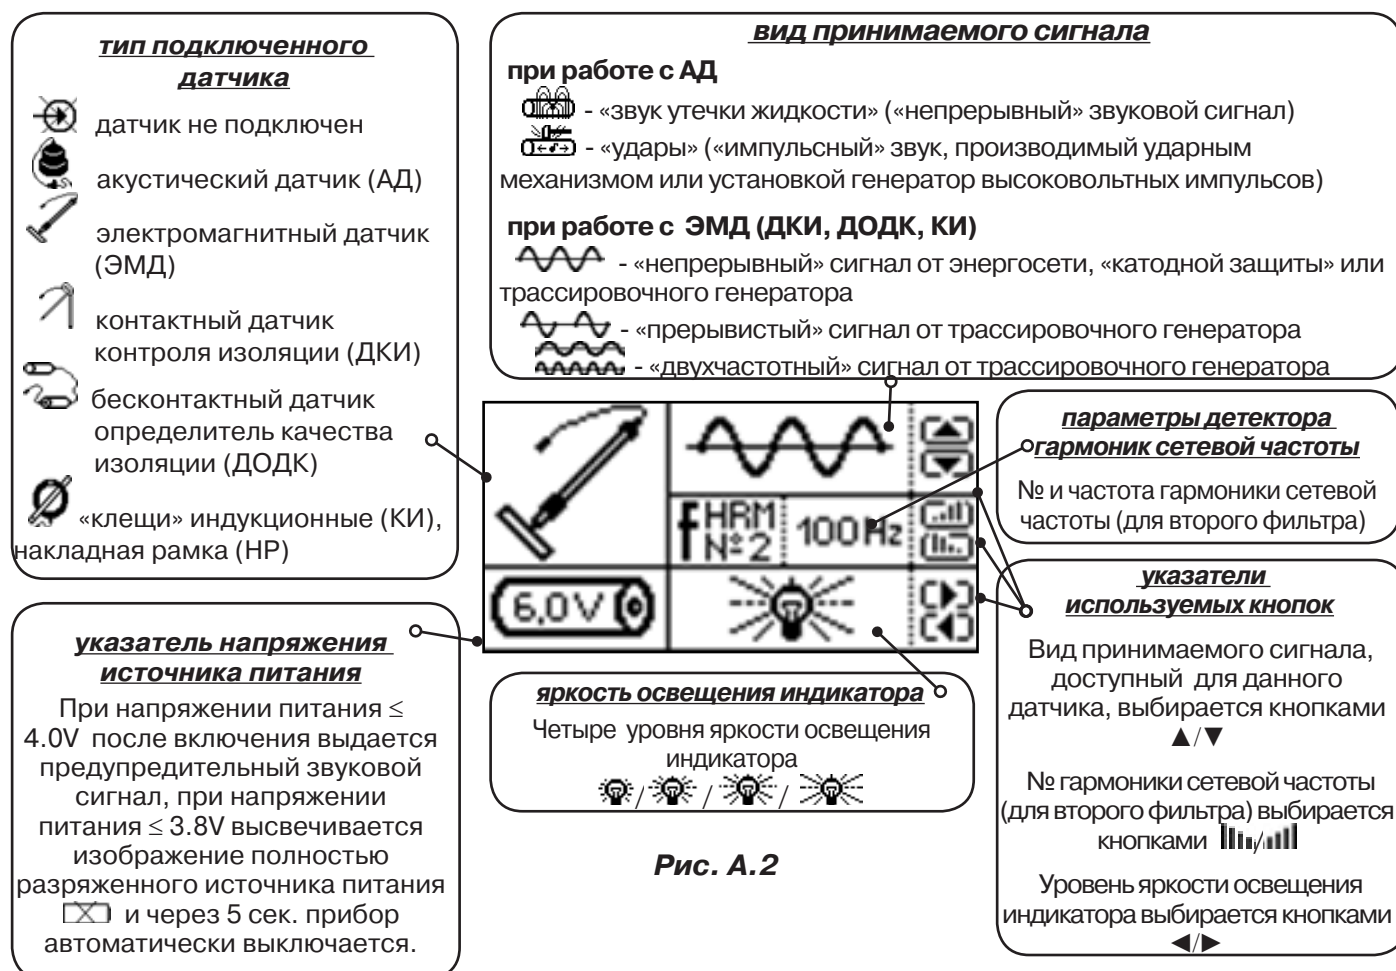 тип подключенного
датчика
датчик не подключен
акустический датчик (АД)
электромагнитный датчик
(ЭМД)
контактный датчик
контроля изоляции (ДКИ)
бесконтактный датчик
определитель качества
изоляции (ДОДК)
«клещи» индукционные (КИ),
накладная рамка (НР)
вид принимаемого сигнала
при работе с АД
- «звук утечки жидкости» («непрерывный» звуковой сигнал)
- «удары» («импульсный» звук, производимый ударным
механизмом или установкой генератор высоковольтных импульсов)
при работе с ЭМД (ДКИ, ДОДК, КИ)
- «непрерывный» сигнал от энергосети, «катодной защиты» или
трассировочного генератора
- «прерывистый» сигнал от трассировочного генератора
- «двухчастотный» сигнал от трассировочного генератора
f HRM
№2
100Hz
6,0V
параметры детектора
гармоник сетевой частоты
№ и частота гармоники сетевой
частоты (для второго фильтра)
указатель напряжения
источника питания
При напряжении питания ≤
4.0V после включения выдается
предупредительный звуковой
сигнал, при напряжении
питания ≤ 3.8V высвечивается
изображение полностью
разряженного источника питания
и через 5 сек. прибор
автоматически выключается.
яркость освещения индикатора
Четыре уровня яркости освещения
индикатора
/ / /
Рис. А.2
указатели
используемых кнопок
Вид принимаемого сигнала,
доступный для данного
датчика, выбирается кнопками
▲/▼
№ гармоники сетевой частоты
(для второго фильтра) выбирается
кнопками /
Уровень яркости освещения
индикатора выбирается кнопками
◄/►